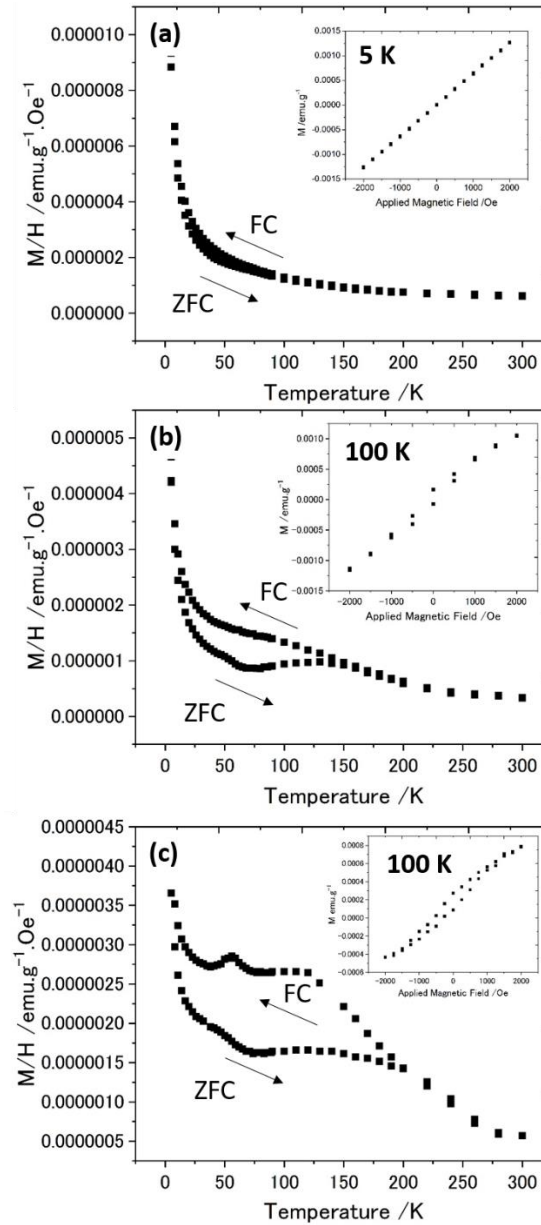 (a)
0.000010
0.000008
0.000006
0.000004
0.000002
0.000000
M/H /emu.g⁻¹.Oe⁻¹
FC
ZFC
0 50 100 150 200 250 300
Temperature /K
5 K
0.0015
0.0010
0.0005
0.0000
-0.0005
-0.0010
-0.0015
M /emu.g⁻¹
-2000 -1000 0 1000 2000
Applied Magnetic Field /Oe
(b)
0.000005
0.000004
0.000003
0.000002
0.000001
0.000000
M/H /emu.g⁻¹.Oe⁻¹
FC
ZFC
0 50 100 150 200 250 300
Temperature /K
100 K
0.0010
0.0005
0.0000
-0.0005
-0.0010
-0.0015
M /emu.g⁻¹
-2000 -1000 0 1000 2000
Applied Magnetic Field /Oe
(c)
0.0000045
0.0000040
0.0000035
0.0000030
0.0000025
0.0000020
0.0000015
0.0000010
0.0000005
M/H /emu.g⁻¹.Oe⁻¹
FC
ZFC
0 50 100 150 200 250 300
Temperature /K
100 K
0.0008
0.0006
0.0004
0.0002
0.0000
-0.0002
-0.0004
-0.0006
M emu.g⁻¹
-2000 -1000 0 1000 2000
Applied Magnetic Field /Oe